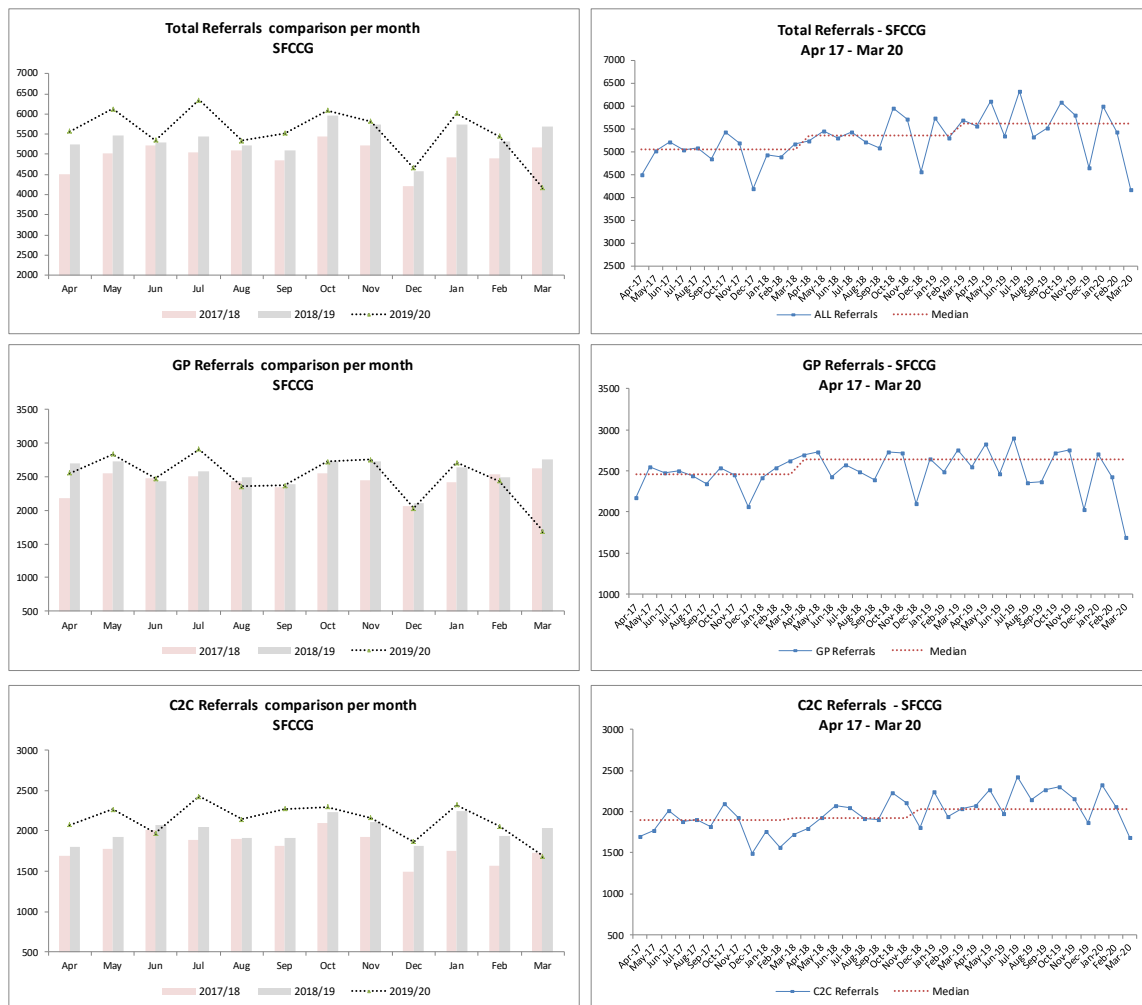 Total Referrals comparison per month
SFCCG
7000
6500
6000
5500
5000
4500
4000
3500
3000
2500
2000
Apr May Jun Jul Aug Sep Oct Nov Dec Jan Feb Mar
2017/18 2018/19 2019/20
Total Referrals - SFCCG
Apr 17 - Mar 20
7000
6500
6000
5500
5000
4500
4000
3500
3000
2500
Apr-17 May-17 Jun-17 Jul-17 Aug-17 Sep-17 Oct-17 Nov-17 Dec-17 Jan-18 Feb-18 Mar-18 Apr-18 May-18 Jun-18 Jul-18 Aug-18 Sep-18 Oct-18 Nov-18 Dec-18 Jan-19 Feb-19 Mar-19 Apr-19 May-19 Jun-19 Jul-19 Aug-19 Sep-19 Oct-19 Nov-19 Dec-19 Jan-20 Feb-20 Mar-20
ALL Referrals Median
GP Referrals comparison per month
SFCCG
4000
3500
3000
2500
2000
1500
1000
500
Apr May Jun Jul Aug Sep Oct Nov Dec Jan Feb Mar
2017/18 2018/19 2019/20
GP Referrals - SFCCG
Apr 17 - Mar 20
3500
3000
2500
2000
1500
1000
Apr-17 May-17 Jun-17 Jul-17 Aug-17 Sep-17 Oct-17 Nov-17 Dec-17 Jan-18 Feb-18 Mar-18 Apr-18 May-18 Jun-18 Jul-18 Aug-18 Sep-18 Oct-18 Nov-18 Dec-18 Jan-19 Feb-19 Mar-19 Apr-19 May-19 Jun-19 Jul-19 Aug-19 Sep-19 Oct-19 Nov-19 Dec-19 Jan-20 Feb-20 Mar-20
GP Referrals Median
C2C Referrals comparison per month
SFCCG
3000
2500
2000
1500
1000
500
Apr May Jun Jul Aug Sep Oct Nov Dec Jan Feb Mar
2017/18 2018/19 2019/20
C2C Referrals - SFCCG
Apr 17 - Mar 20
3000
2500
2000
1500
1000
500
Apr-17 May-17 Jun-17 Jul-17 Aug-17 Sep-17 Oct-17 Nov-17 Dec-17 Jan-18 Feb-18 Mar-18 Apr-18 May-18 Jun-18 Jul-18 Aug-18 Sep-18 Oct-18 Nov-18 Dec-18 Jan-19 Feb-19 Mar-19 Apr-19 May-19 Jun-19 Jul-19 Aug-19 Sep-19 Oct-19 Nov-19 Dec-19 Jan-20 Feb-20 Mar-20
C2C Referrals Median